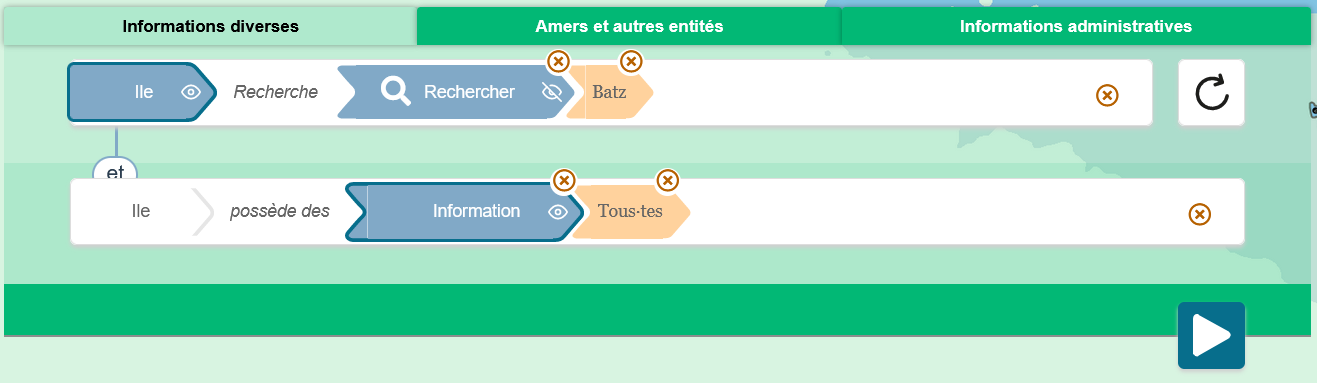 Informations diverses
Amers et autres entités
Informations administratives
Ile Recherche Rechercher Batz
et
Ile possède des Information Tous·tes